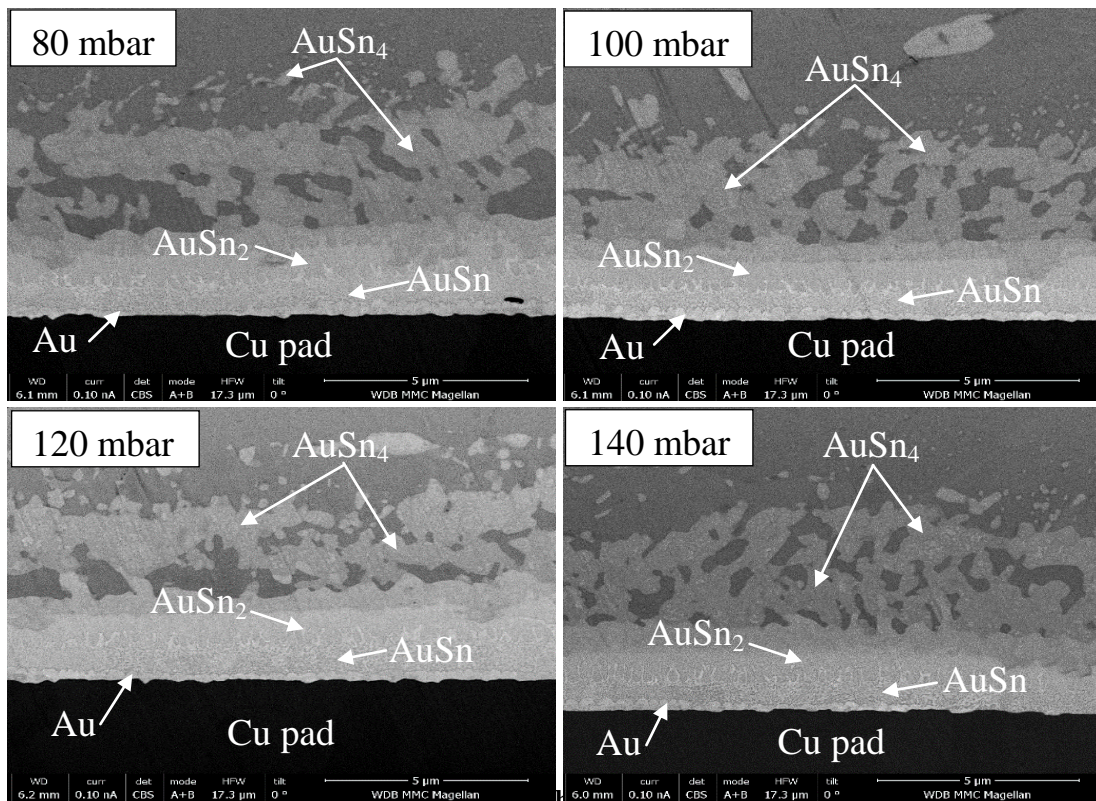 80 mbar
AuSn4
AuSn2
AuSn
Au
Cu pad
WD curr det mode HFW tilt 5 µm
6.1 mm 0.10 nA CBS A+B 17.3 µm 0 ° WDB MMC Magellan
100 mbar
AuSn4
AuSn2
AuSn
Au
Cu pad
WD curr det mode HFW tilt 5 µm
6.1 mm 0.10 nA CBS A+B 17.3 µm 0 ° WDB MMC Magellan
120 mbar
AuSn4
AuSn2
AuSn
Au
Cu pad
WD curr det mode HFW tilt 5 µm
6.2 mm 0.10 nA CBS A+B 17.3 µm 0 ° WDB MMC Magellan
140 mbar
AuSn4
AuSn2
AuSn
Au
Cu pad
WD curr det mode HFW tilt 5 µm
6.0 mm 0.10 nA CBS A+B 17.3 µm 0 ° WDB MMC Magellan